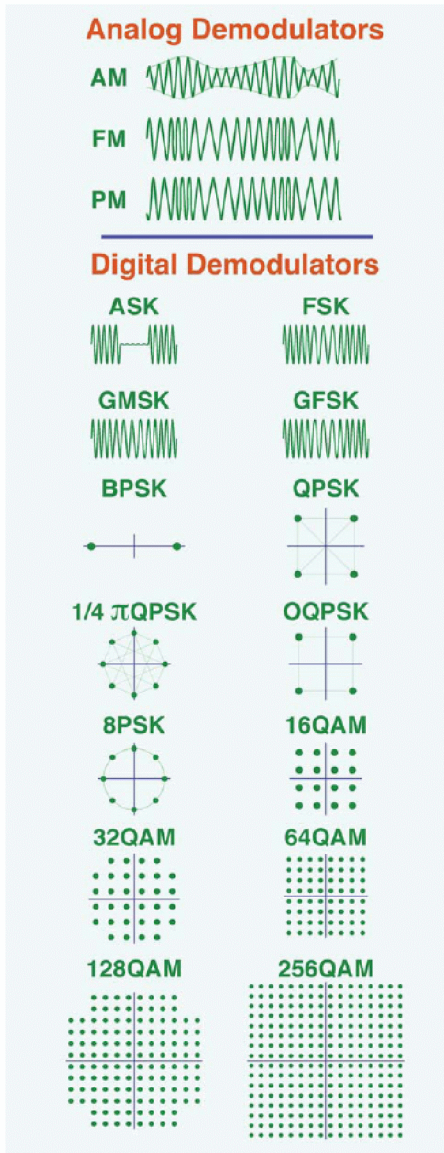 Analog Demodulators
AM
FM
PM
Digital Demodulators
ASK FSK
GMSK GFSK
BPSK QPSK
1/4 πQPSK OQPSK
8PSK 16QAM
32QAM 64QAM
128QAM 256QAM